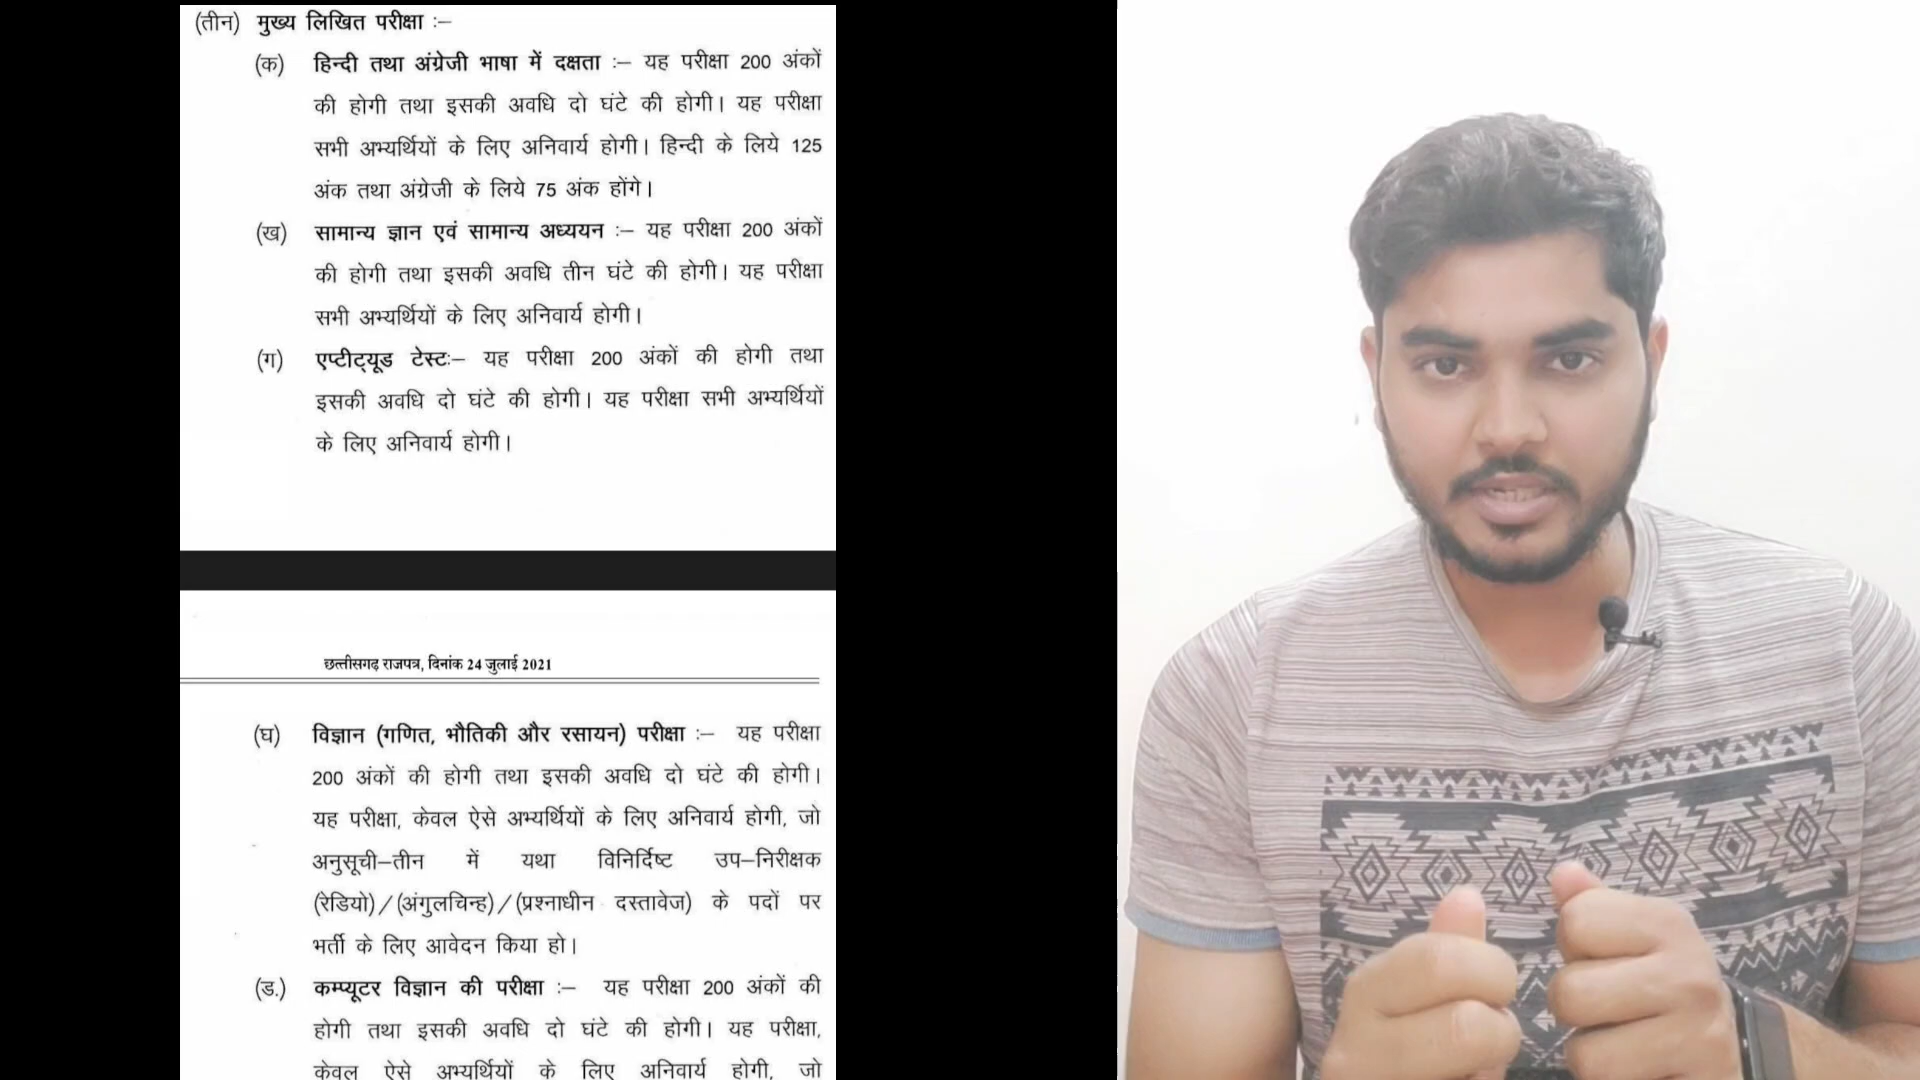 (तीन) मुख्य लिखित परीक्षा :–
(क) हिन्दी तथा अंग्रेजी भाषा में दक्षता :– यह परीक्षा 200 अंकों
की होगी तथा इसकी अवधि दो घंटे की होगी। यह परीक्षा
सभी अभ्यर्थियों के लिए अनिवार्य होगी। हिन्दी के लिये 125
अंक तथा अंग्रेजी के लिये 75 अंक होंगे।
(ख) सामान्य ज्ञान एवं सामान्य अध्ययन :– यह परीक्षा 200 अंकों
की होगी तथा इसकी अवधि तीन घंटे की होगी। यह परीक्षा
सभी अभ्यर्थियों के लिए अनिवार्य होगी।
(ग) एप्टीट्यूड टेस्टः– यह परीक्षा 200 अंकों की होगी तथा
इसकी अवधि दो घंटे की होगी। यह परीक्षा सभी अभ्यर्थियों
के लिए अनिवार्य होगी।
छत्तीसगढ़ राजपत्र, दिनांक 24 जुलाई 2021
(घ) विज्ञान (गणित, भौतिकी और रसायन) परीक्षा :– यह परीक्षा
200 अंकों की होगी तथा इसकी अवधि दो घंटे की होगी।
यह परीक्षा, केवल ऐसे अभ्यर्थियों के लिए अनिवार्य होगी, जो
अनुसूची–तीन में यथा विनिर्दिष्ट उप–निरीक्षक
(रेडियो)/(अंगुलचिन्ह)/(प्रश्नाधीन दस्तावेज) के पदों पर
भर्ती के लिए आवेदन किया हो।
(ड.) कम्प्यूटर विज्ञान की परीक्षा :– यह परीक्षा 200 अंकों की
होगी तथा इसकी अवधि दो घंटे की होगी। यह परीक्षा,
केवल ऐसे अभ्यर्थियों के लिए अनिवार्य होगी, जो